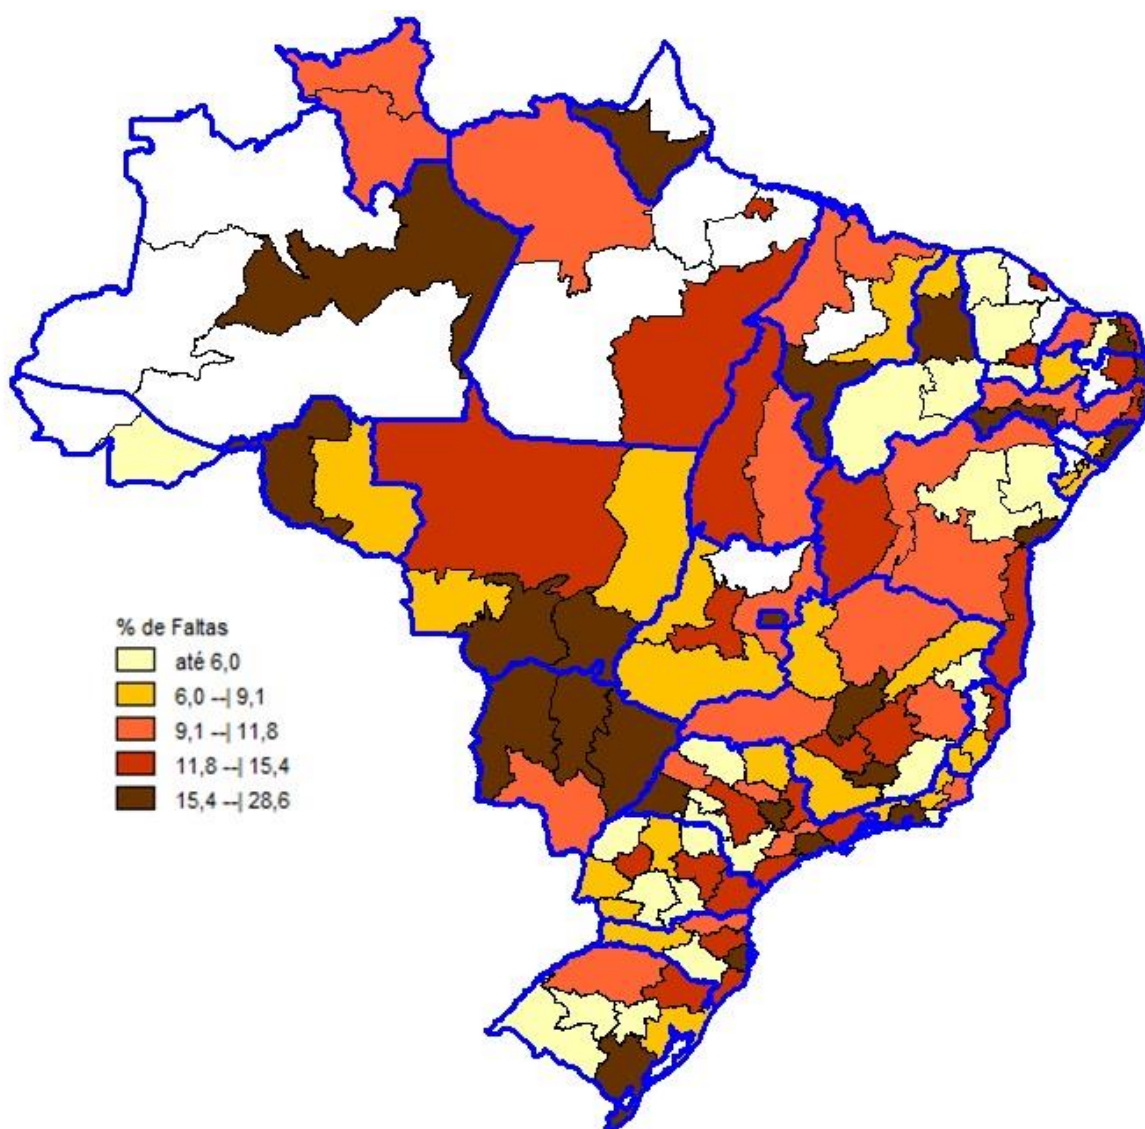 % de Faltas
até 6,0
6,0 --| 9,1
9,1 --| 11,8
11,8 --| 15,4
15,4 --| 28,6